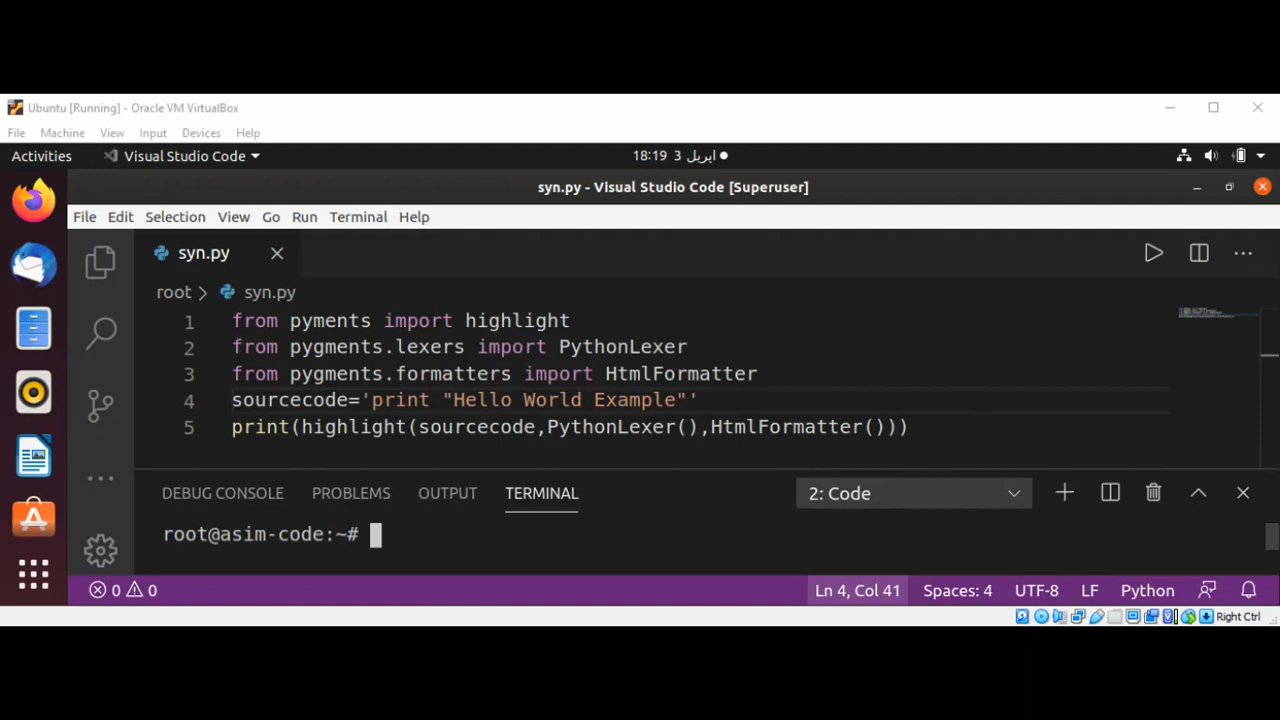 Ubuntu [Running] - Oracle VM VirtualBox
File Machine View Input Devices Help
Activities Visual Studio Code 18:19 3 اپریل
syn.py - Visual Studio Code [Superuser]
File Edit Selection View Go Run Terminal Help
syn.py
root > syn.py
1 from pyments import highlight
2 from pygments.lexers import PythonLexer
3 from pygments.formatters import HtmlFormatter
4 sourcecode='print "Hello World Example"'
5 print(highlight(sourcecode,PythonLexer(),HtmlFormatter()))
DEBUG CONSOLE PROBLEMS OUTPUT TERMINAL 2: Code
root@asim-code:~#
0 0 Ln 4, Col 41 Spaces: 4 UTF-8 LF Python
Right Ctrl